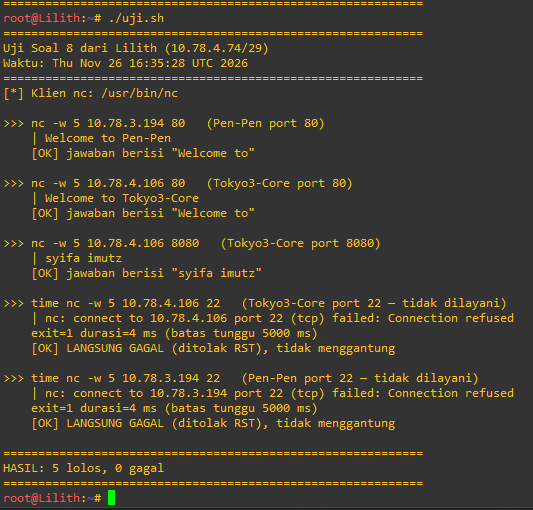 =========================================================
root@Lilith:~# ./uji.sh
=========================================================
Uji Soal 8 dari Lilith (10.78.4.74/29)
Waktu: Thu Nov 26 16:35:28 UTC 2026
=========================================================
[*] Klien nc: /usr/bin/nc
>>> nc -w 5 10.78.3.194 80   (Pen-Pen port 80)
| Welcome to Pen-Pen
[OK] jawaban berisi "Welcome to"
>>> nc -w 5 10.78.4.106 80   (Tokyo3-Core port 80)
| Welcome to Tokyo3-Core
[OK] jawaban berisi "Welcome to"
>>> nc -w 5 10.78.4.106 8080   (Tokyo3-Core port 8080)
| syifa imutz
[OK] jawaban berisi "syifa imutz"
>>> time nc -w 5 10.78.4.106 22   (Tokyo3-Core port 22 — tidak dilayani)
| nc: connect to 10.78.4.106 port 22 (tcp) failed: Connection refused
exit=1 durasi=4 ms (batas tunggu 5000 ms)
[OK] LANGSUNG GAGAL (ditolak RST), tidak menggantung
>>> time nc -w 5 10.78.3.194 22   (Pen-Pen port 22 — tidak dilayani)
| nc: connect to 10.78.3.194 port 22 (tcp) failed: Connection refused
exit=1 durasi=4 ms (batas tunggu 5000 ms)
[OK] LANGSUNG GAGAL (ditolak RST), tidak menggantung
=========================================================
HASIL: 5 lolos, 0 gagal
=========================================================
root@Lilith:~#